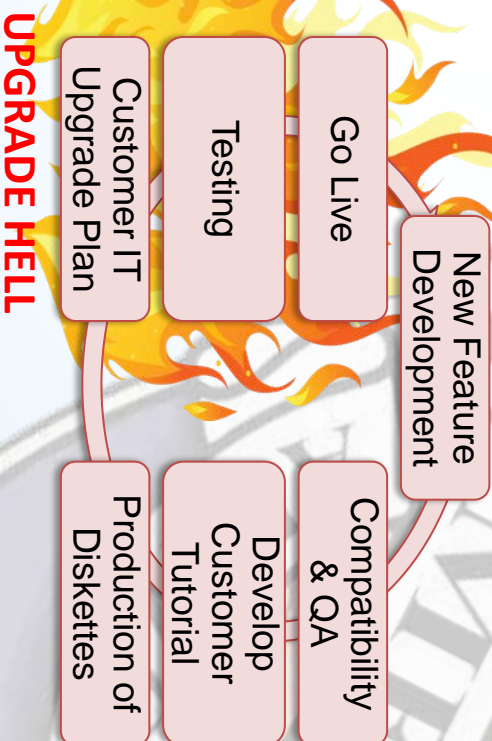 New Feature
Development
Go Live
Compatibility
& QA
Testing
Develop
Customer
Tutorial
Customer IT
Upgrade Plan
Production of
Diskettes
UPGRADE HELL